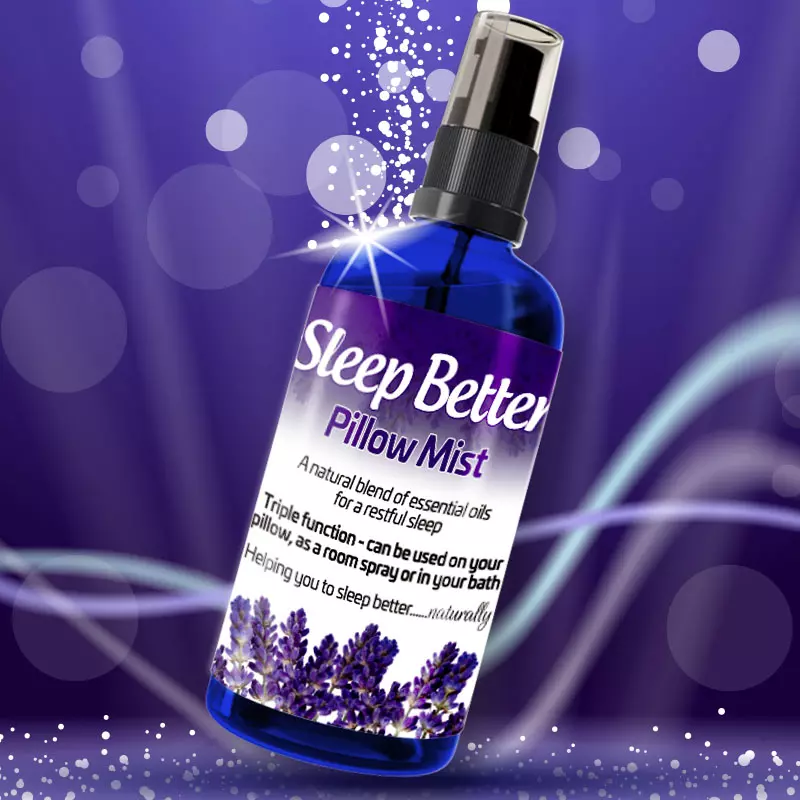 Sleep Better
Pillow Mist
A natural blend of essential oils
for a restful sleep
Triple function - can be used on your
pillow, as a room spray or in your bath
Helping you to sleep better......naturally